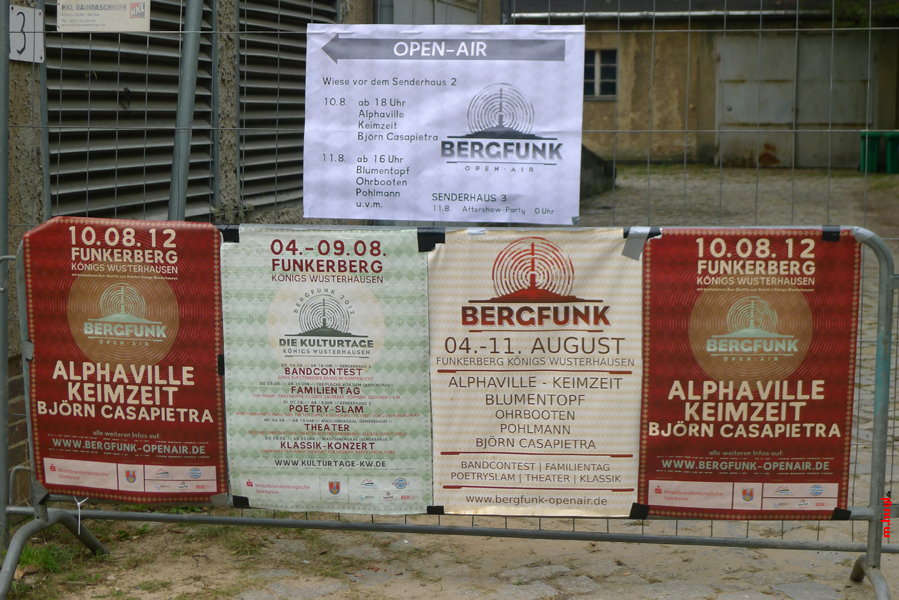 3
HKL BAUMASCHINEN
OPEN-AIR
Wiese vor dem Senderhaus 2
10.8. ab 18 Uhr
Alphaville
Keimzeit
Björn Casapietra
11.8. ab 16 Uhr
Blumentopf
Ohrbooten
Pohlmann
u.v.m.
BERGFUNK
OPEN·AIR
SENDERHAUS 3
11.8. Aftershow-Party 0 Uhr
10.08.12
FUNKERBERG
KÖNIGS WUSTERHAUSEN
BERGFUNK
OPEN·AIR
ALPHAVILLE
KEIMZEIT
BJÖRN CASAPIETRA
alle weiteren Infos auf:
WWW.BERGFUNK-OPENAIR.DE
Mittelbrandenburgische
Sparkasse
04.-09.08.
FUNKERBERG
KÖNIGS WUSTERHAUSEN
BERGFUNK 2012
DIE KULTURTAGE
KÖNIGS WUSTERHAUSEN
BANDCONTEST
FAMILIENTAG
POETRY-SLAM
THEATER
KLASSIK-KONZERT
WWW.KULTURTAGE-KW.DE
BERGFUNK
04.-11. AUGUST
FUNKERBERG KÖNIGS WUSTERHAUSEN
ALPHAVILLE - KEIMZEIT
BLUMENTOPF
OHRBOOTEN
POHLMANN
BJÖRN CASAPIETRA
BANDCONTEST | FAMILIENTAG
POETRYSLAM | THEATER | KLASSIK
www.bergfunk-openair.de
10.08.12
FUNKERBERG
KÖNIGS WUSTERHAUSEN
BERGFUNK
OPEN·AIR
ALPHAVILLE
KEIMZEIT
BJÖRN CASAPIETRA
alle weiteren Infos auf:
WWW.BERGFUNK-OPENAIR.DE
Mittelbrandenburgische
Sparkasse